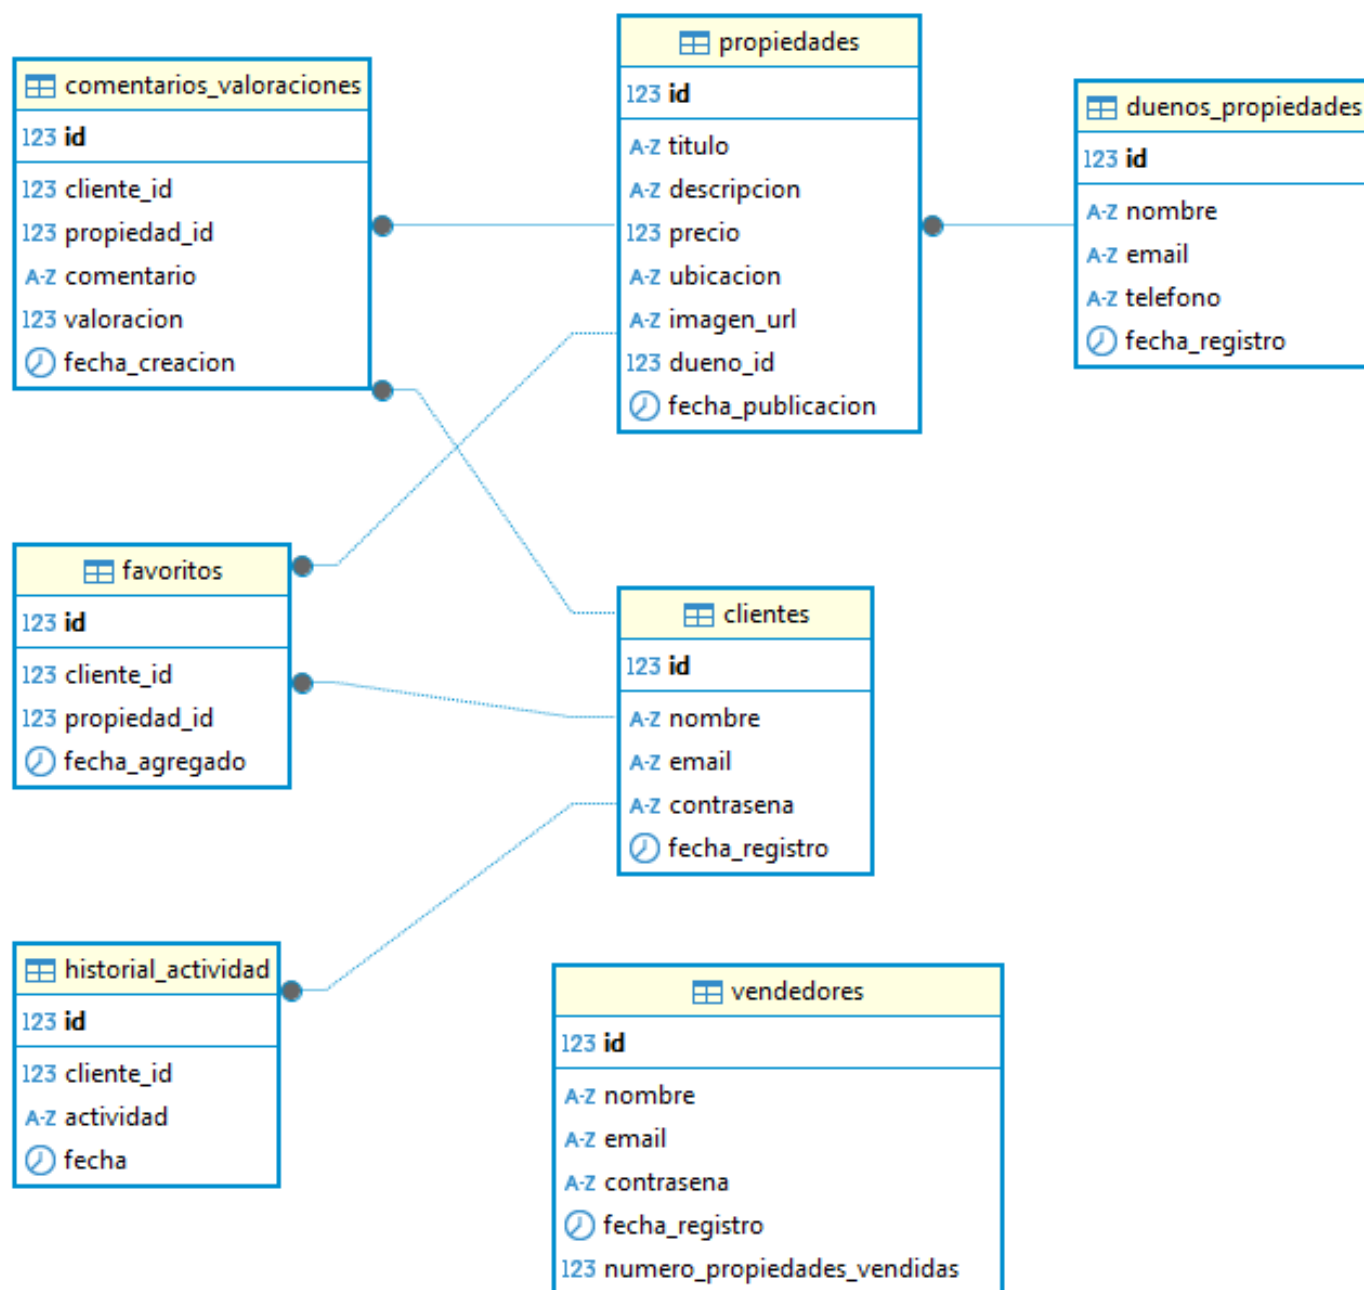 comentarios_valoraciones
123 id
123 cliente_id
123 propiedad_id
A-Z comentario
123 valoracion
fecha_creacion
propiedades
123 id
A-Z titulo
A-Z descripcion
123 precio
A-Z ubicacion
A-Z imagen_url
123 dueno_id
fecha_publicacion
duenos_propiedades
123 id
A-Z nombre
A-Z email
A-Z telefono
fecha_registro
favoritos
123 id
123 cliente_id
123 propiedad_id
fecha_agregado
clientes
123 id
A-Z nombre
A-Z email
A-Z contrasena
fecha_registro
historial_actividad
123 id
123 cliente_id
A-Z actividad
fecha
vendedores
123 id
A-Z nombre
A-Z email
A-Z contrasena
fecha_registro
123 numero_propiedades_vendidas